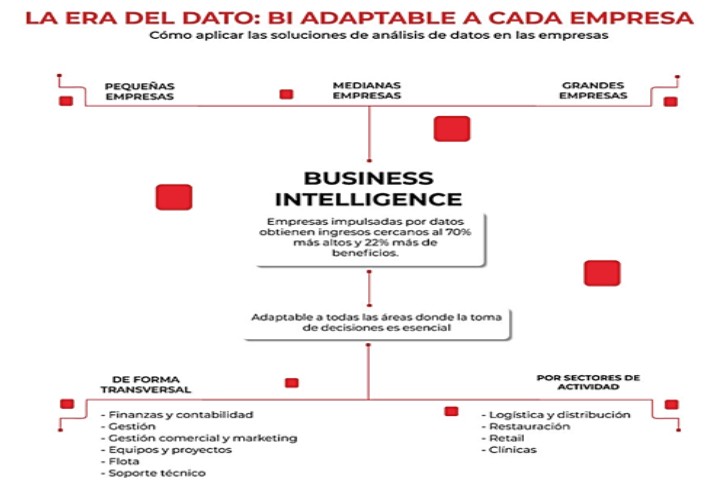 LA ERA DEL DATO: BI ADAPTABLE A CADA EMPRESA
Cómo aplicar las soluciones de análisis de datos en las empresas
PEQUEÑAS
EMPRESAS
MEDIANAS
EMPRESAS
GRANDES
EMPRESAS
BUSINESS
INTELLIGENCE
Empresas impulsadas por datos
obtienen ingresos cercanos al 70%
más altos y 22% más de
beneficios.
Adaptable a todas las áreas donde la toma
de decisiones es esencial
DE FORMA
TRANSVERSAL
- Finanzas y contabilidad
- Gestión
- Gestión comercial y marketing
- Equipos y proyectos
- Flota
- Soporte técnico
POR SECTORES DE
ACTIVIDAD
- Logística y distribución
- Restauración
- Retail
- Clínicas